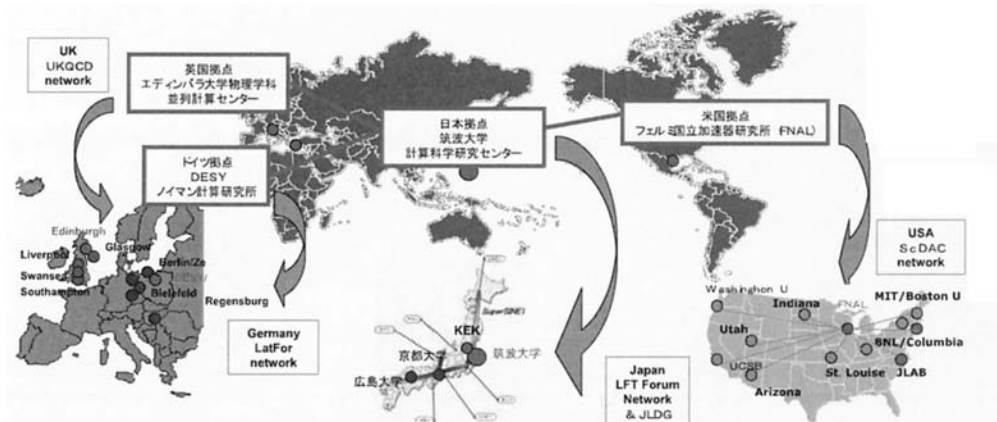 UK
UKQCD
network
英国拠点
エディンバラ大学物理学科
並列計算センター
ドイツ拠点
DESY
ノイマン計算研究所
日本拠点
筑波大学
計算科学研究センター
米国拠点
フェルミ国立加速器研究所 FNAL)
Edinburgh
Glasgow
Liverpool
Berlin/Ze
Swansea
Southampton
Bielefeld
Regensburg
Germany
LatFor
network
SuperSINET
KEK
筑波大学
京都大学
広島大学
Japan
LFT Forum
Network
& JLDG
USA
ScDAC
network
Washinghon U
Indiana
FNAL
MIT/Boston U
Utah
BNL/Columbia
UCSB
St. Louise
JLAB
Arizona